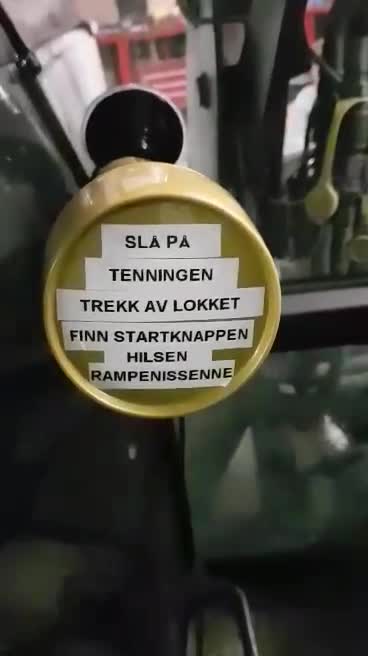 SLÅ PÅ
TENNINGEN
TREKK AV LOKKET
FINN STARTKNAPPEN
HILSEN
RAMPENISSENNE